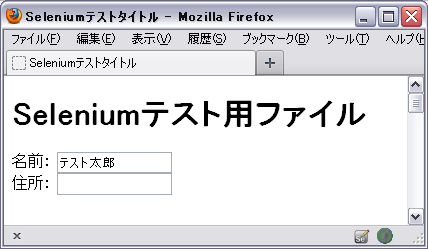 Seleniumテストタイトル - Mozilla Firefox
ファイル(F) 編集(E) 表示(V) 履歴(S) ブックマーク(B) ツール(T) ヘルプ(H
Seleniumテストタイトル
Seleniumテスト用ファイル
名前: テスト太郎
住所: